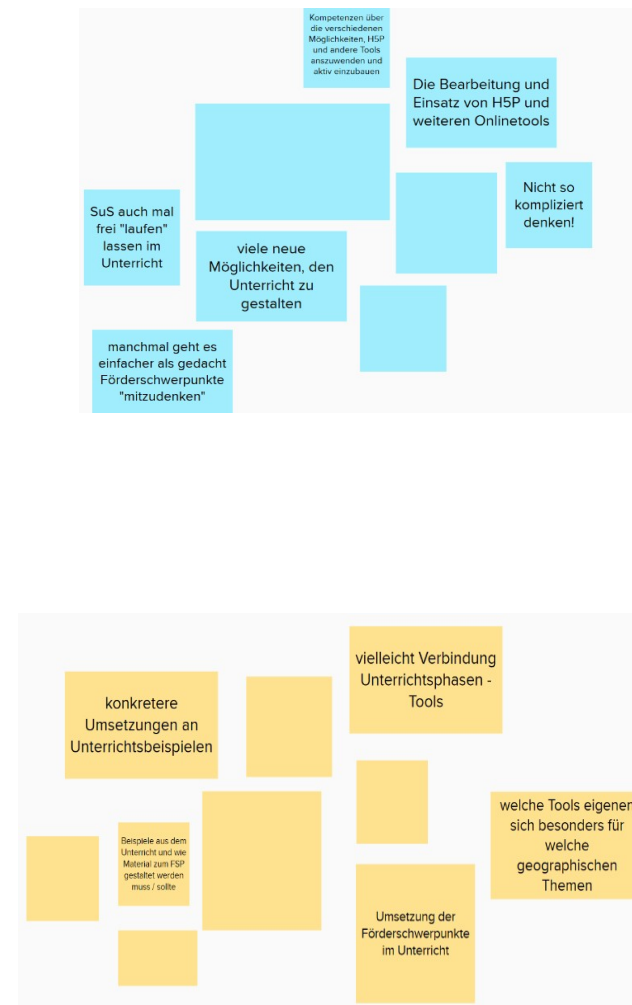 Kompetenzen über
die verschiedenen
Möglichkeiten, H5P
und andere Tools
anszuwenden und
aktiv einzubauen
Die Bearbeitung und
Einsatz von H5P und
weiteren Onlinetools
Nicht so
kompliziert
denken!
SuS auch mal
frei "laufen"
lassen im
Unterricht
viele neue
Möglichkeiten, den
Unterricht zu
gestalten
manchmal geht es
einfacher als gedacht
Förderschwerpunkte
"mitzudenken"
vielleicht Verbindung
Unterrichtsphasen -
Tools
konkretere
Umsetzungen an
Unterrichtsbeispielen
welche Tools eigenen
sich besonders für
welche
geographischen
Themen
Beispiele aus dem
Unterricht und wie
Material zum FSP
gestaltet werden
muss / sollte
Umsetzung der
Förderschwerpunkte
im Unterricht